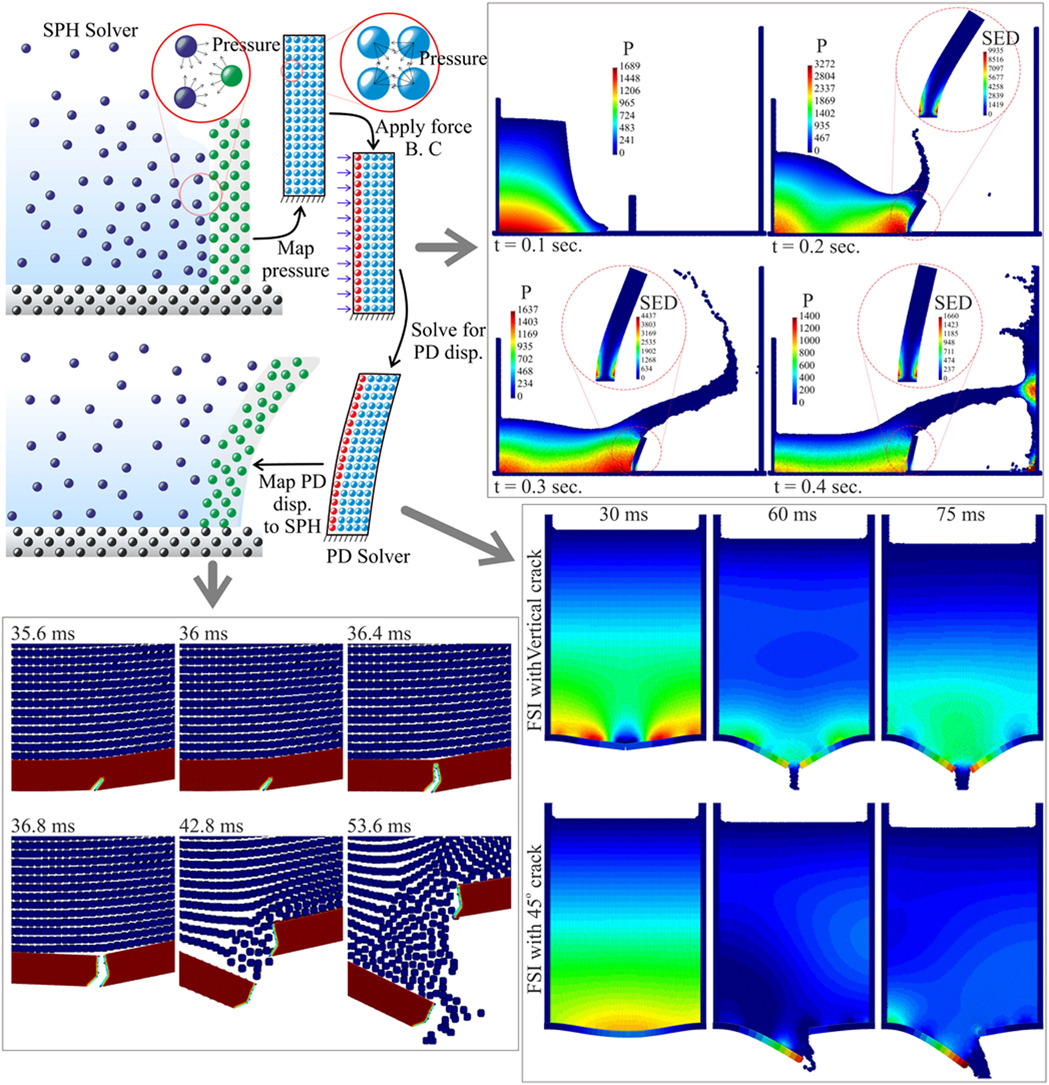 SPH Solver
Pressure
Pressure
Apply force
B. C
Map
pressure
Solve for
PD disp.
Map PD
disp.
to SPH
PD Solver
P
1689
1448
1206
965
724
483
241
0
t = 0.1 sec.
P
3272
2804
2337
1869
1402
935
467
0
SED
9935
8516
7097
5677
4258
2839
1419
0
t = 0.2 sec.
P
1637
1403
1169
935
702
468
234
0
SED
4437
3803
3169
2535
1902
1268
634
0
t = 0.3 sec.
P
1400
1200
1000
800
600
400
200
0
SED
1660
1423
1185
948
711
474
237
0
t = 0.4 sec.
35.6 ms
36 ms
36.4 ms
36.8 ms
42.8 ms
53.6 ms
30 ms
60 ms
75 ms
FSI with Vertical crack
FSI with 45° crack